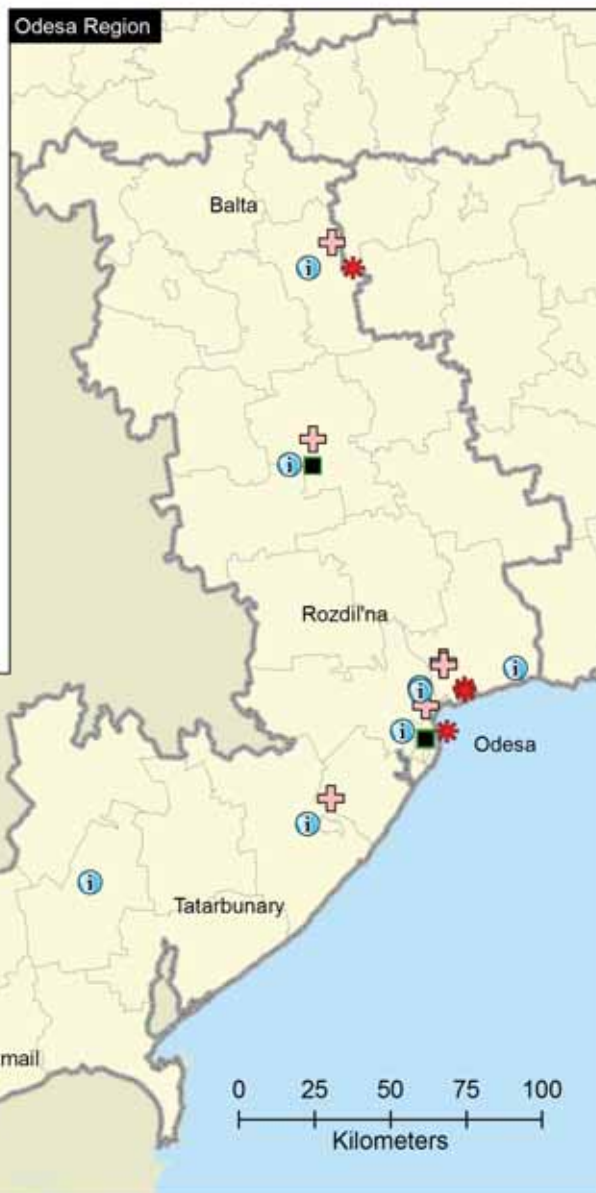 Odesa Region
Balta
Rozdil'na
Odesa
Tatarbunary
mail
0 25 50 75 100
Kilometers